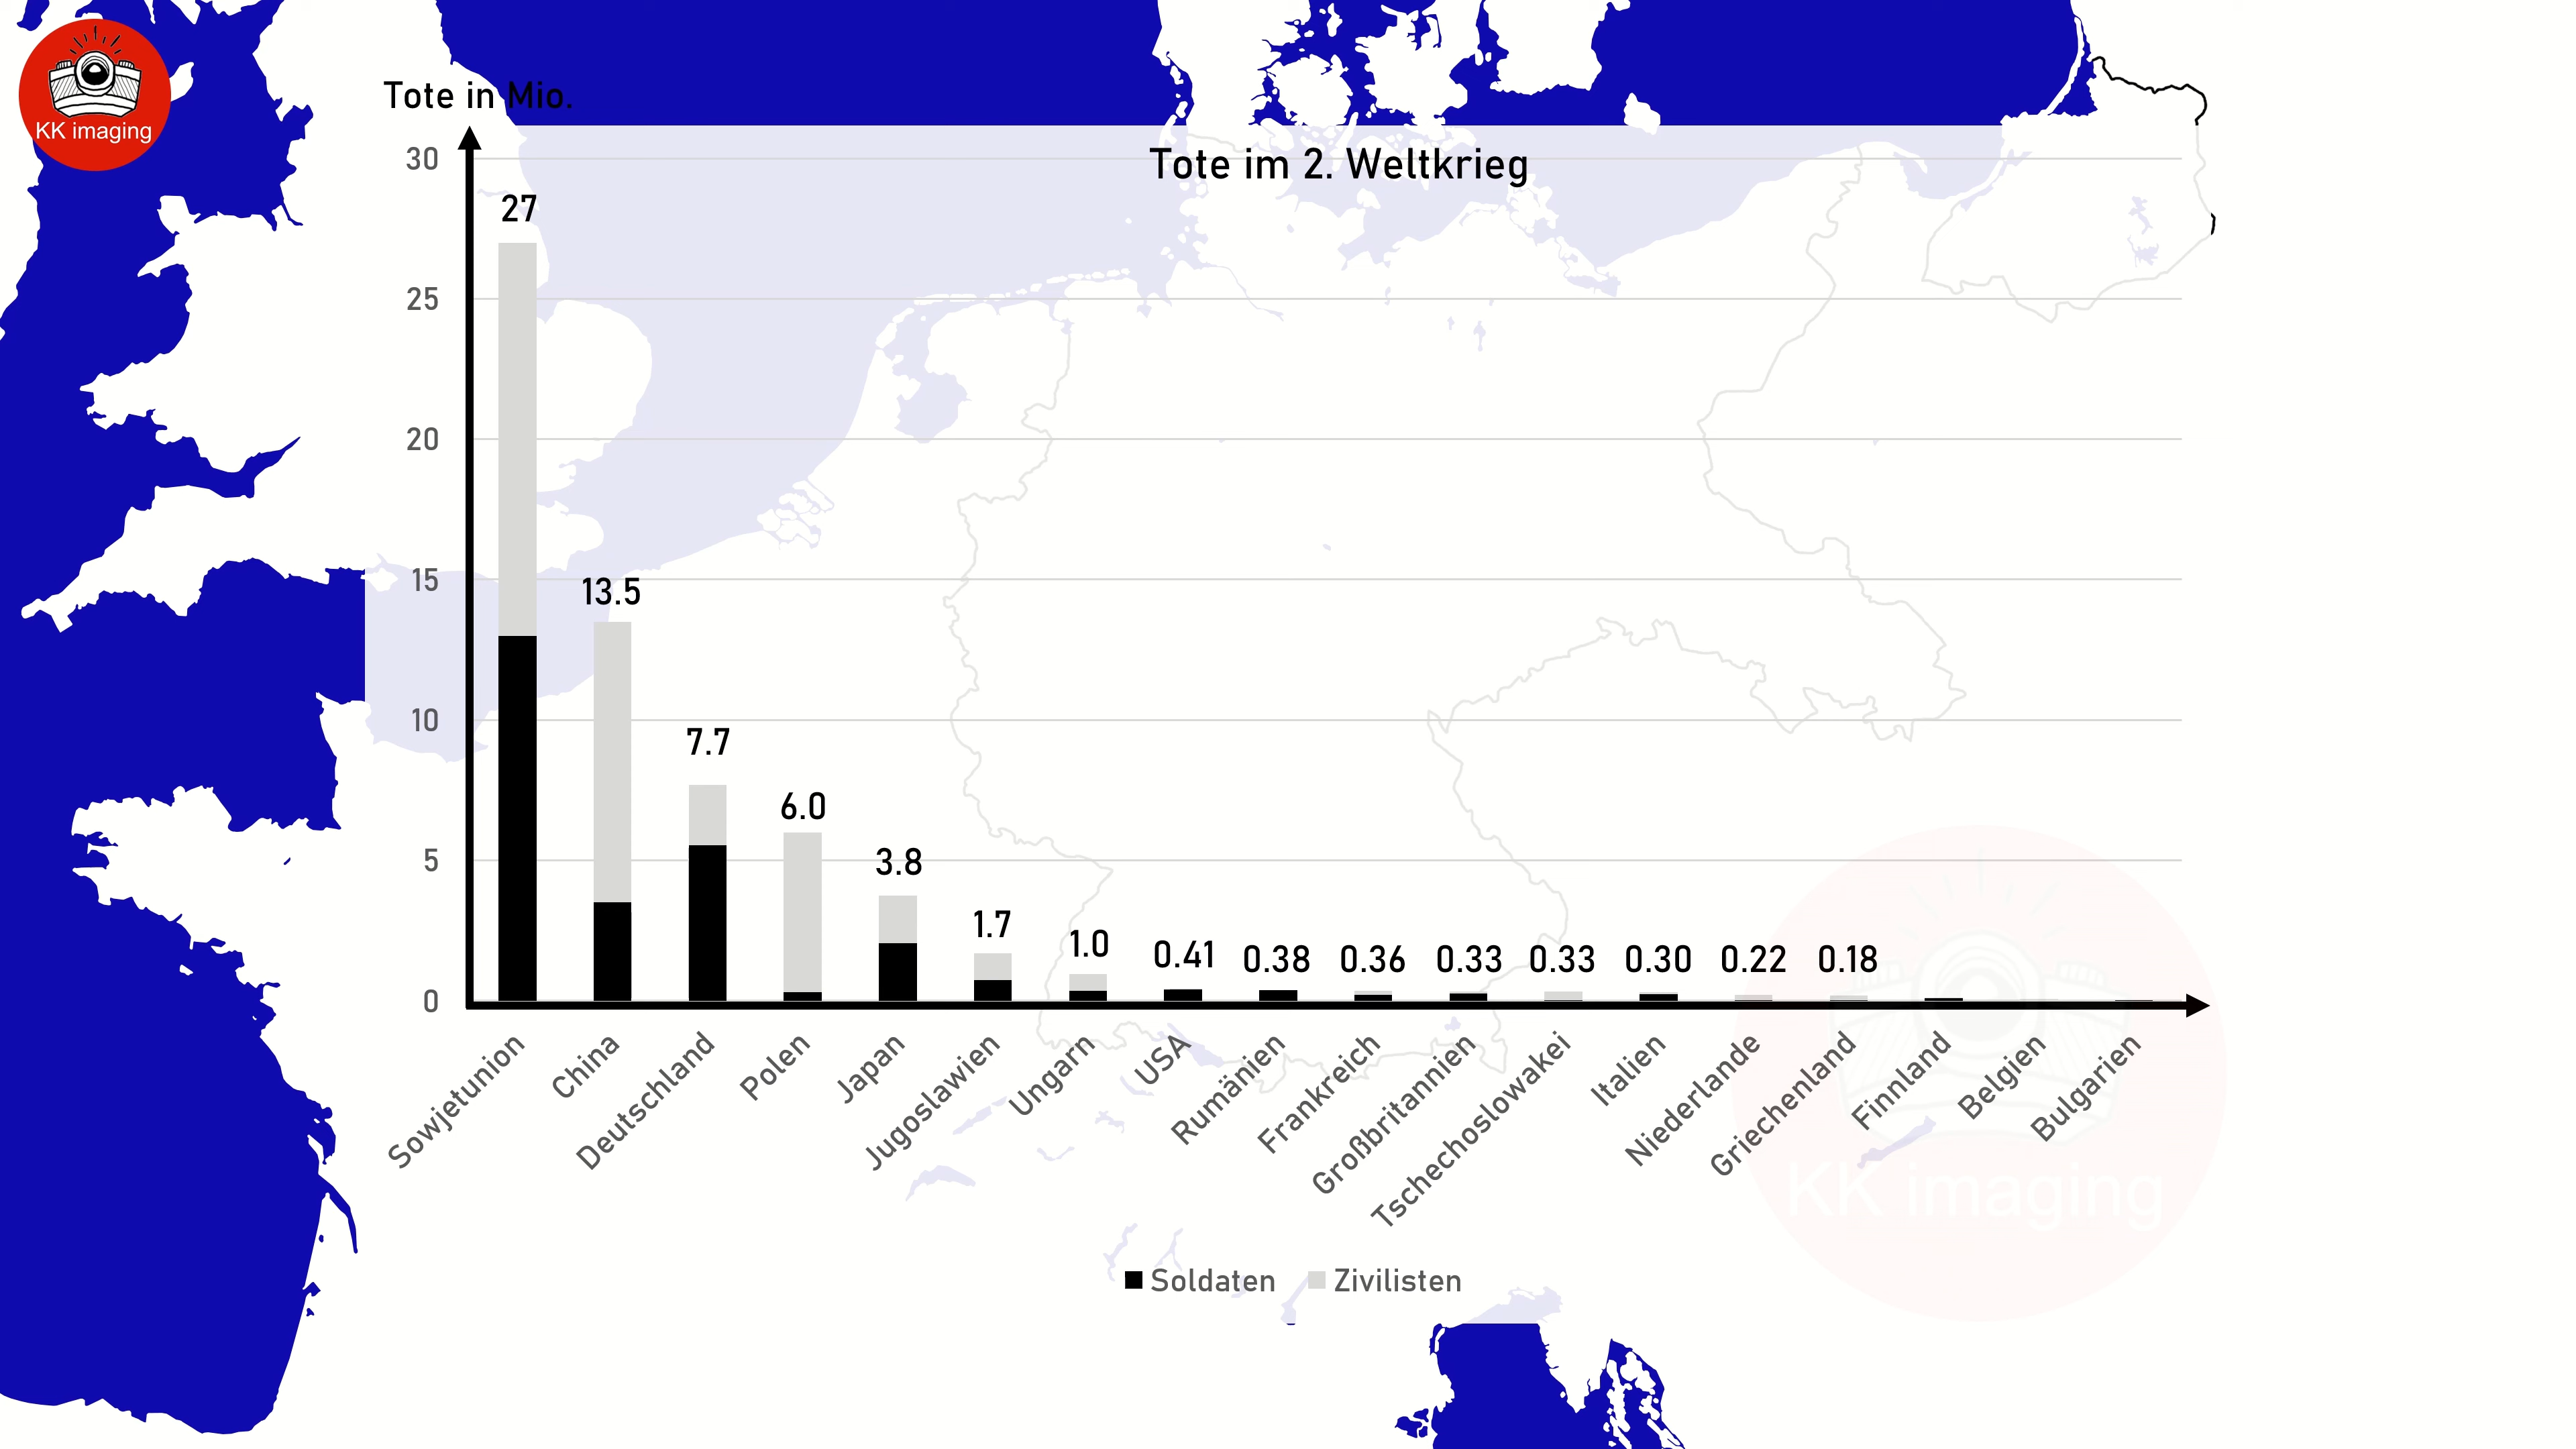 KK imaging
Tote in Mio.
Tote im 2. Weltkrieg
30
25
20
15
10
5
0
27
13.5
7.7
6.0
3.8
1.7
1.0
0.41
0.38
0.36
0.33
0.33
0.30
0.22
0.18
Sowjetunion
China
Deutschland
Polen
Japan
Jugoslawien
Ungarn
USA
Rumänien
Frankreich
Großbritannien
Tschechoslowakei
Italien
Niederlande
Griechenland
Finnland
Belgien
Bulgarien
KK imaging
Soldaten
Zivilisten